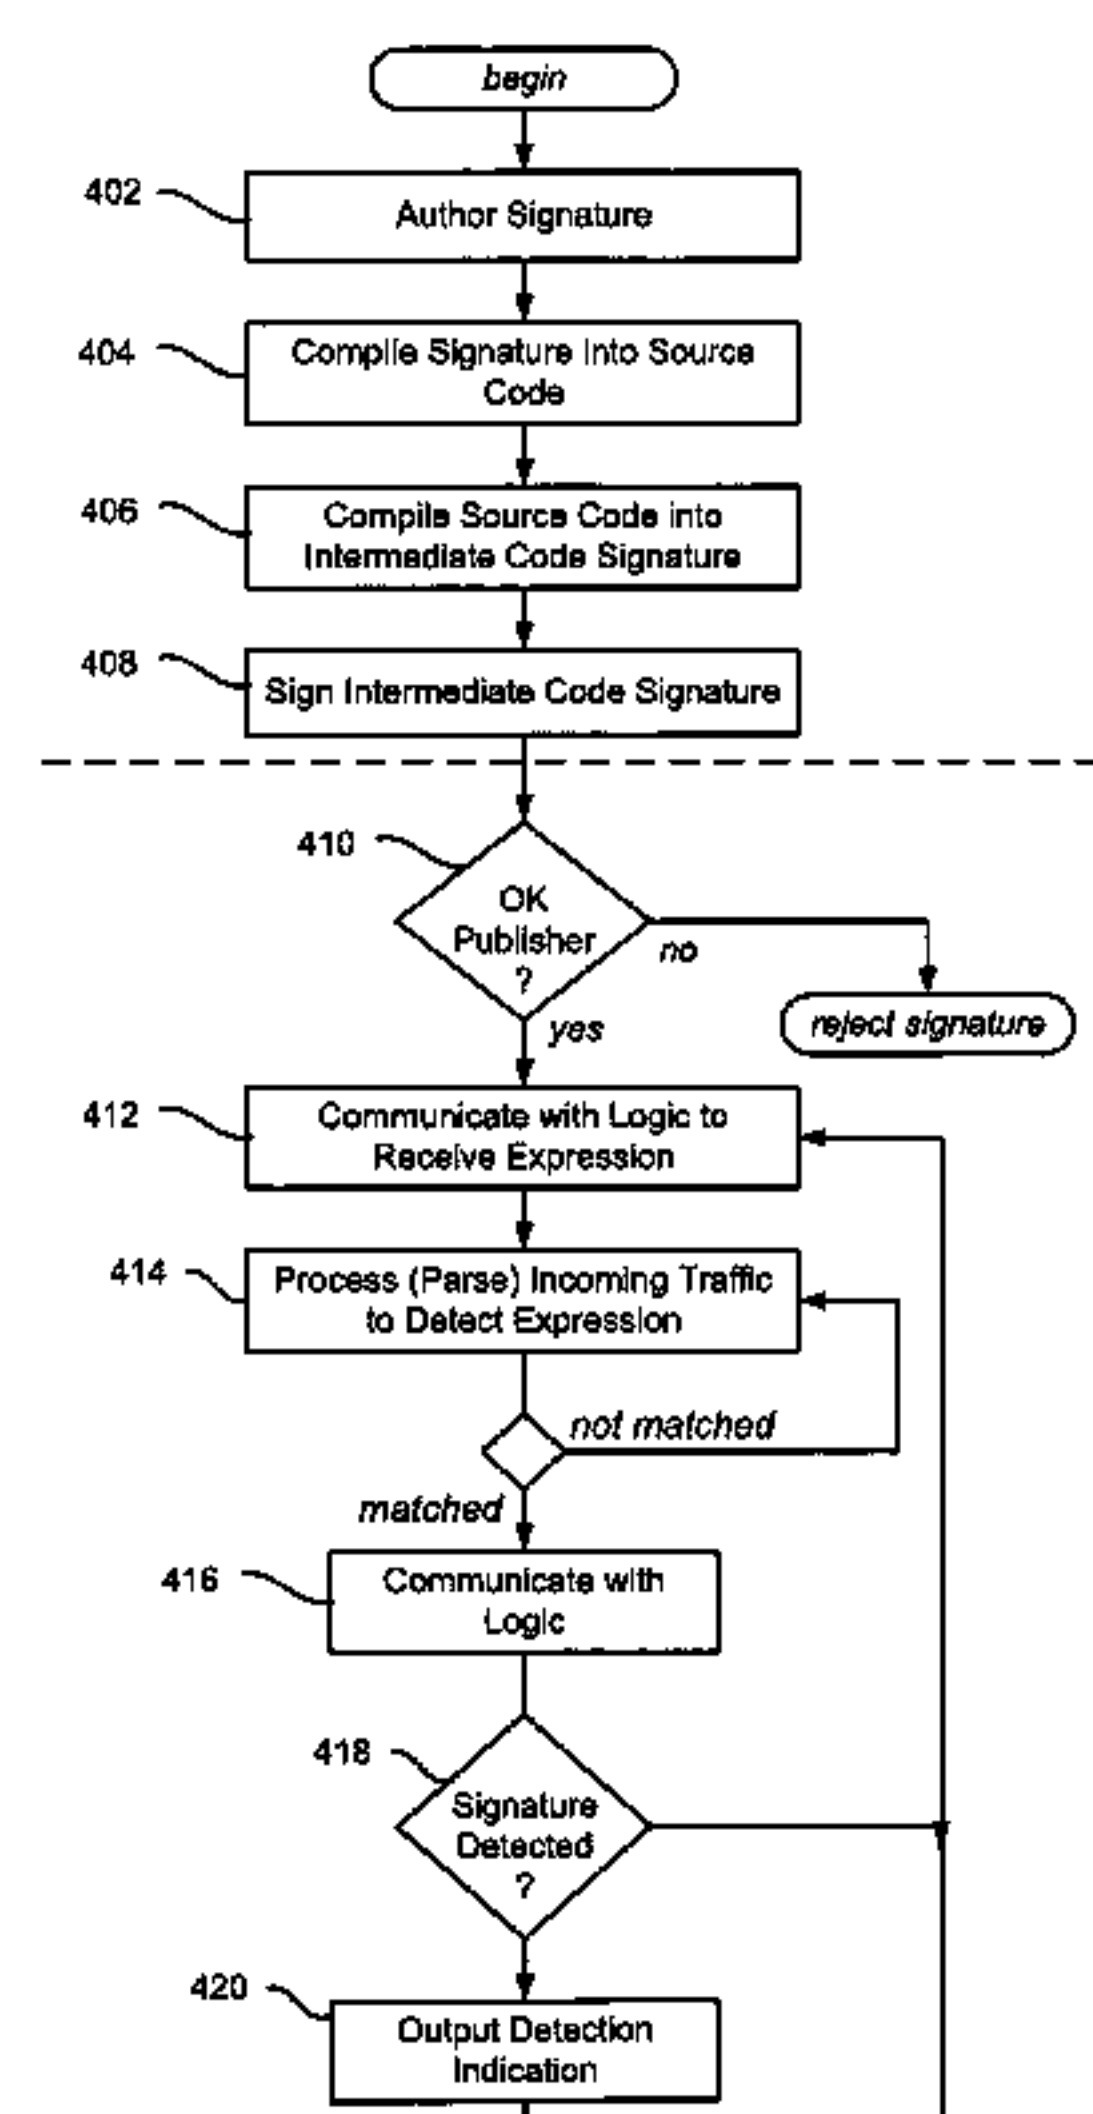 begin
402
Author Signature
404
Compile Signature Into Source
Code
406
Compile Source Code into
Intermediate Code Signature
408
Sign Intermediate Code Signature
410
OK
Publisher
?
no
yes
reject signature
412
Communicate with Logic to
Receive Expression
414
Process (Parse) Incoming Traffic
to Detect Expression
not matched
matched
416
Communicate with
Logic
418
Signature
Detected
?
420
Output Detection
Indication